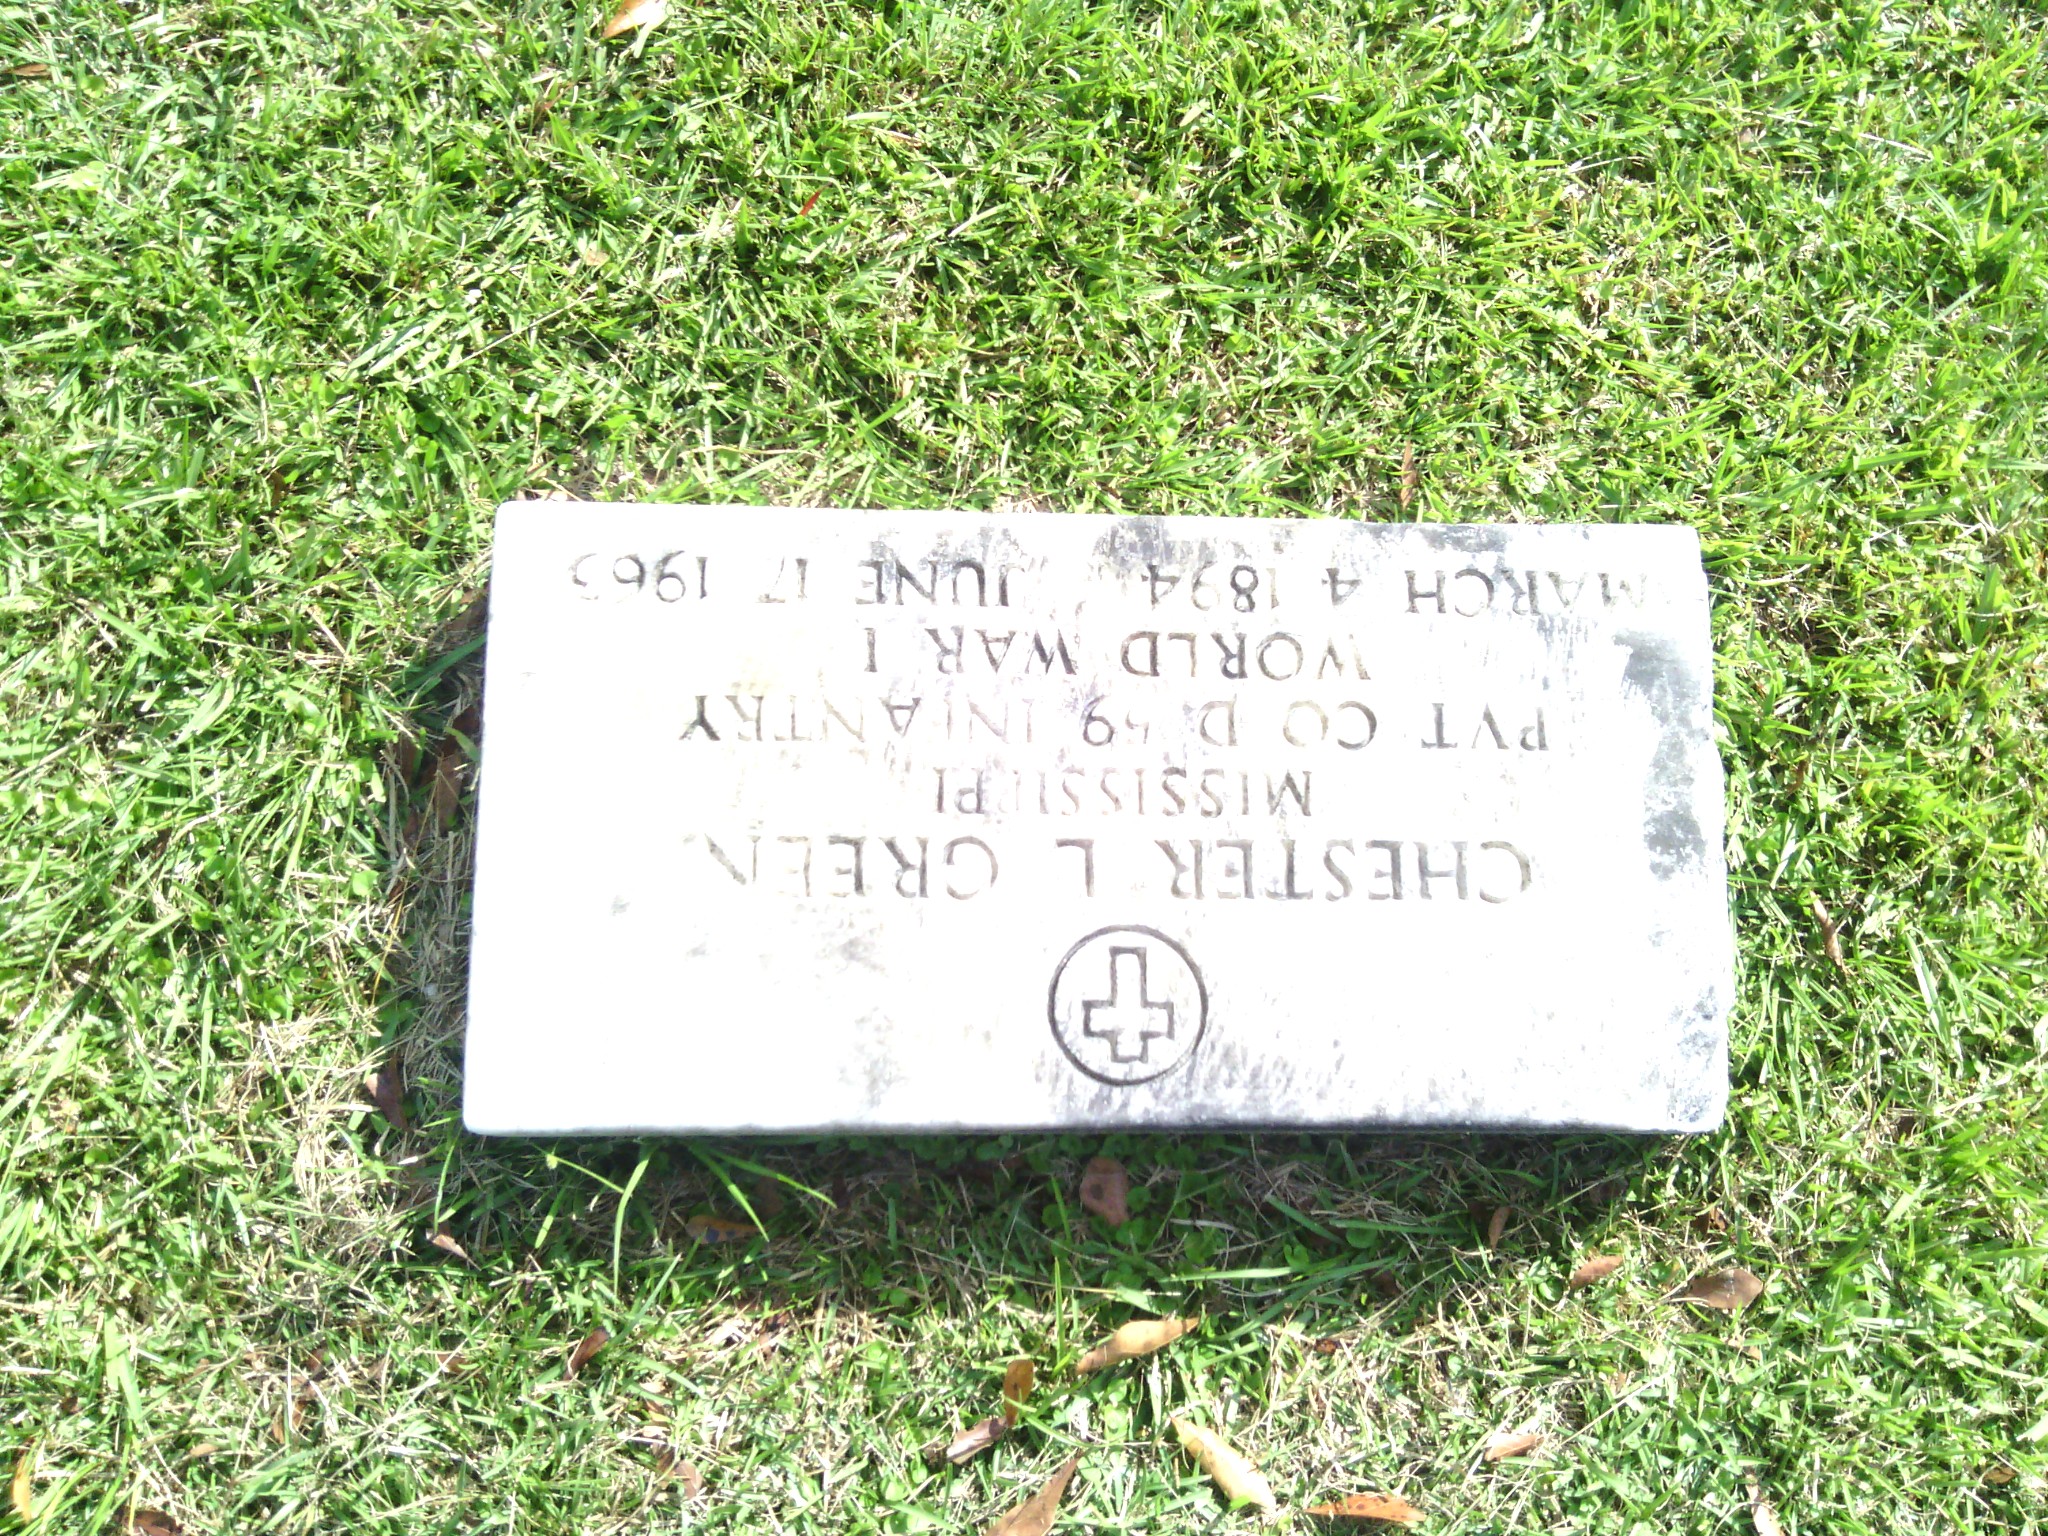 CHESTER L GREEN
MISSISSIPPI
PVT CO D 59 INFANTRY
WORLD WAR I
MARCH 4 1894 JUNE 17 1963